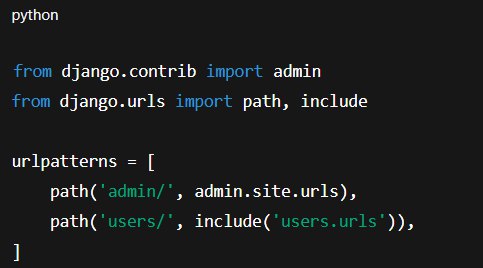 python
from django.contrib import admin
from django.urls import path, include
urlpatterns = [
    path('admin/', admin.site.urls),
    path('users/', include('users.urls')),
]